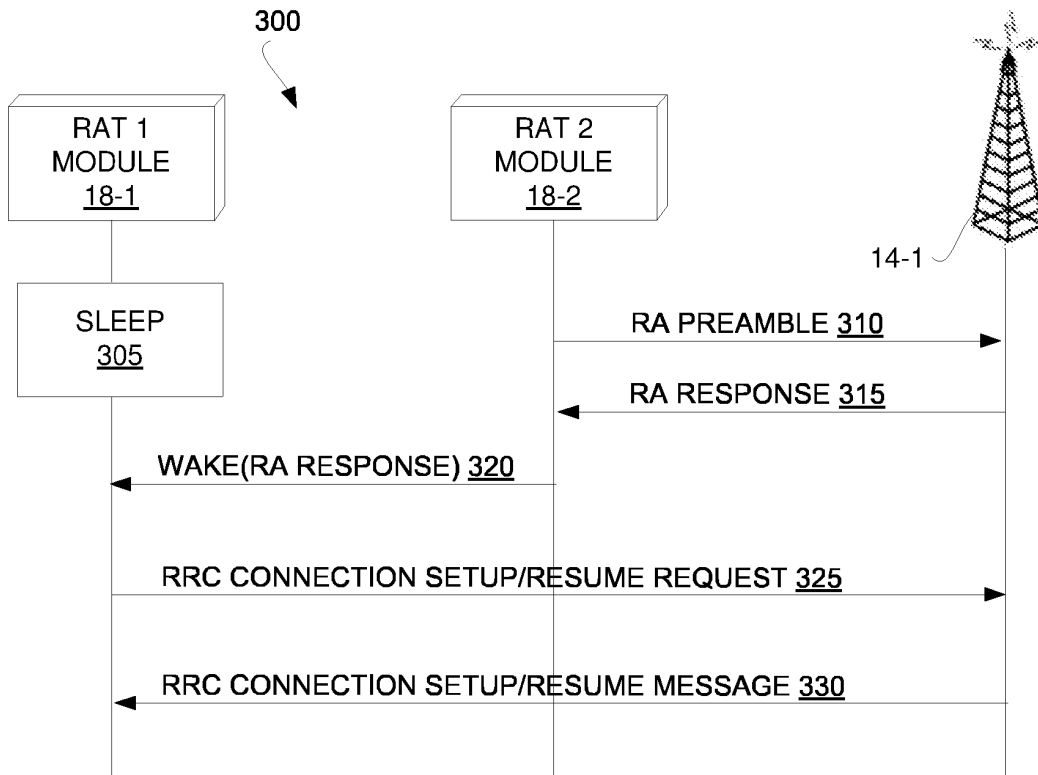 300
RAT 1
MODULE
18-1
RAT 2
MODULE
18-2
14-1
SLEEP
305
RA PREAMBLE 310
RA RESPONSE 315
WAKE(RA RESPONSE) 320
RRC CONNECTION SETUP/RESUME REQUEST 325
RRC CONNECTION SETUP/RESUME MESSAGE 330